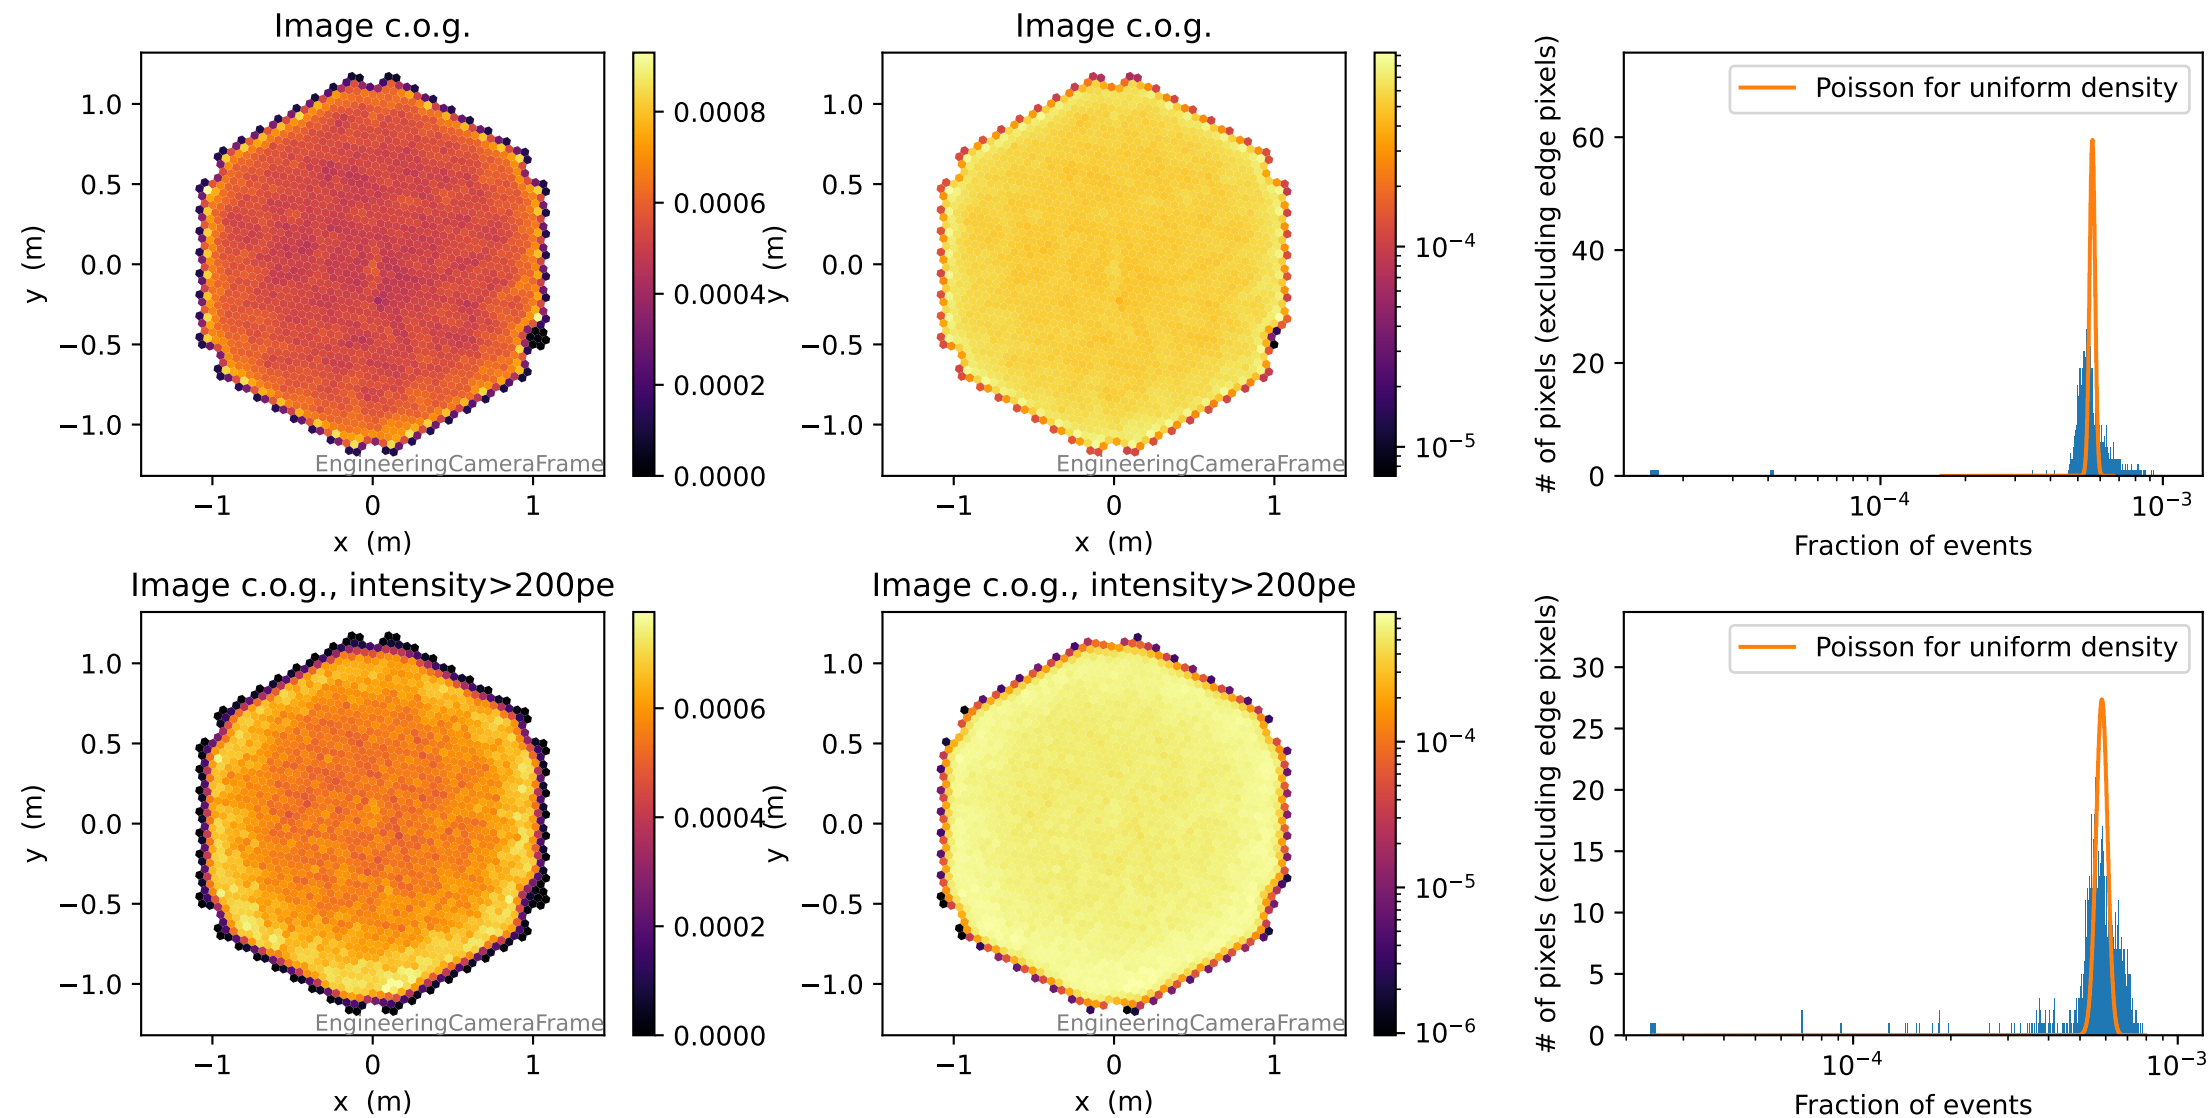 Image c.o.g.
1.0
0.5
0.0
−0.5
−1.0
y (m)
−1
0
1
x (m)
EngineeringCameraFrame
0.0008
0.0006
0.0004
0.0002
0.0000
Image c.o.g.
1.0
0.5
0.0
−0.5
−1.0
y (m)
−1
0
1
x (m)
EngineeringCameraFrame
10⁻⁴
10⁻⁵
Poisson for uniform density
# of pixels (excluding edge pixels)
60
40
20
0
10⁻⁴
10⁻³
Fraction of events
Image c.o.g., intensity>200pe
1.0
0.5
0.0
−0.5
−1.0
y (m)
−1
0
1
x (m)
EngineeringCameraFrame
0.0006
0.0004
0.0002
0.0000
Image c.o.g., intensity>200pe
1.0
0.5
0.0
−0.5
−1.0
y (m)
−1
0
1
x (m)
EngineeringCameraFrame
10⁻⁴
10⁻⁵
10⁻⁶
Poisson for uniform density
# of pixels (excluding edge pixels)
30
25
20
15
10
5
0
10⁻⁴
10⁻³
Fraction of events